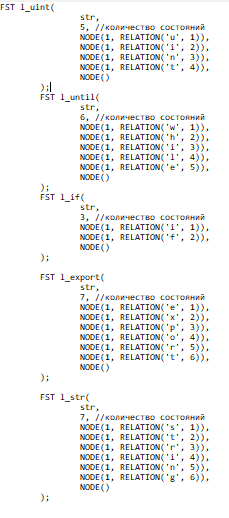 FST l_uint(
str,
5, //количество состояний
NODE(1, RELATION('u', 1)),
NODE(1, RELATION('i', 2)),
NODE(1, RELATION('n', 3)),
NODE(1, RELATION('t', 4)),
NODE()
);
FST l_until(
str,
6, //количество состояний
NODE(1, RELATION('w', 1)),
NODE(1, RELATION('h', 2)),
NODE(1, RELATION('i', 3)),
NODE(1, RELATION('l', 4)),
NODE(1, RELATION('e', 5)),
NODE()
);
FST l_if(
str,
3, //количество состояний
NODE(1, RELATION('i', 1)),
NODE(1, RELATION('f', 2)),
NODE()
);
FST l_export(
str,
7, //количество состояний
NODE(1, RELATION('e', 1)),
NODE(1, RELATION('x', 2)),
NODE(1, RELATION('p', 3)),
NODE(1, RELATION('o', 4)),
NODE(1, RELATION('r', 5)),
NODE(1, RELATION('t', 6)),
NODE()
);
FST l_str(
str,
7, //количество состояний
NODE(1, RELATION('s', 1)),
NODE(1, RELATION('t', 2)),
NODE(1, RELATION('r', 3)),
NODE(1, RELATION('i', 4)),
NODE(1, RELATION('n', 5)),
NODE(1, RELATION('g', 6)),
NODE()
);